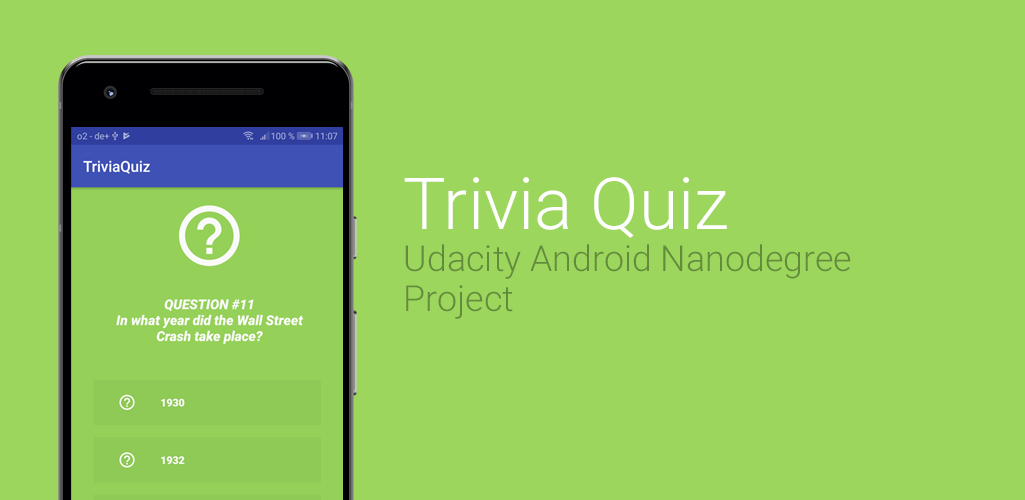 o2 - de+ 100 % 11:07
TriviaQuiz
QUESTION #11
In what year did the Wall Street
Crash take place?
1930
1932
Trivia Quiz
Udacity Android Nanodegree
Project